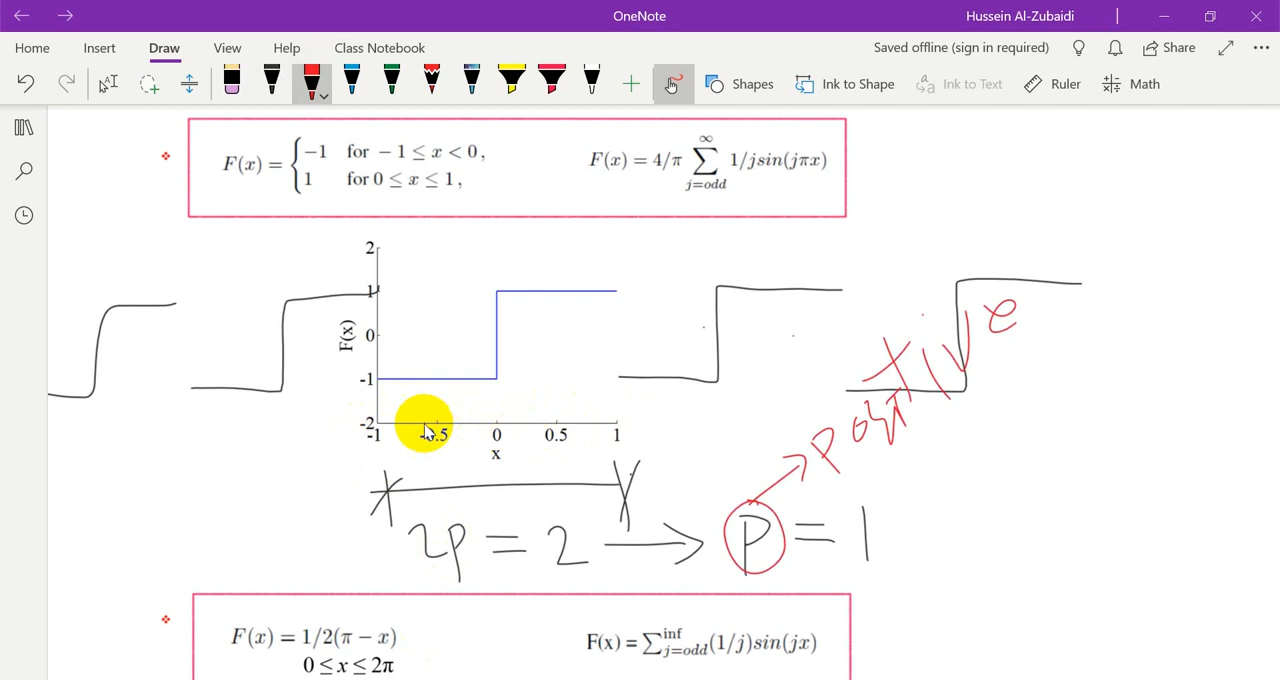 OneNote
Hussein Al-Zubaidi
Home Insert Draw View Help Class Notebook
Saved offline (sign in required) Share
Shapes Ink to Shape Ink to Text Ruler Math
F(x) = { −1 for − 1 ≤ x < 0,
1 for 0 ≤ x ≤ 1,
F(x) = 4/π ∑_{j=odd}^{∞} 1/jsin(jπx)
2
1
0
-1
-2
F(x)
-1 0 0.5 1
x
Positive
2p = 2 → P = 1
F(x) = 1/2(π − x)
0 ≤ x ≤ 2π
F(x) = ∑_{j=odd}^{inf}(1/j)sin(jx)